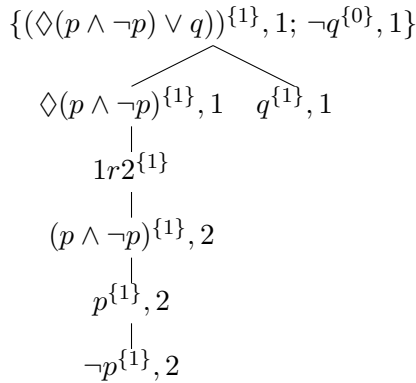 {(◊(p ∧ ¬p) ∨ q))^{1}, 1; ¬q^{0}, 1}
◊(p ∧ ¬p)^{1}, 1 q^{1}, 1
1r2^{1}
(p ∧ ¬p)^{1}, 2
p^{1}, 2
¬p^{1}, 2